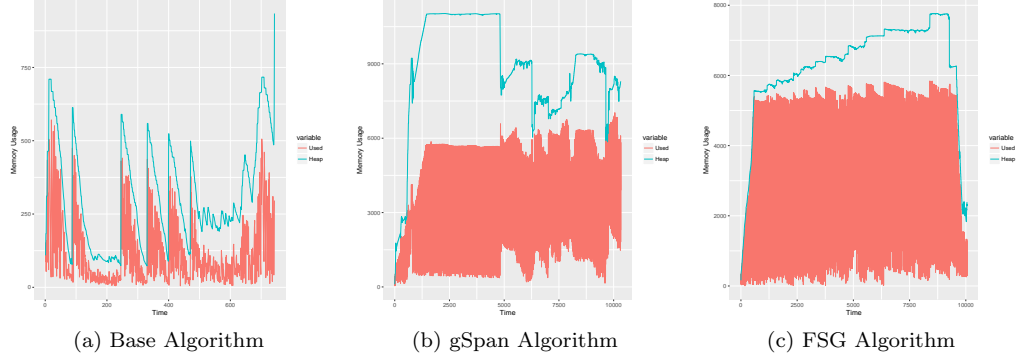 750
500
250
0
Memory Usage
0
200
400
600
Time
variable
Used
Heap
(a) Base Algorithm
9000
6000
3000
0
Memory Usage
0
2500
5000
7500
10000
Time
variable
Used
Heap
(b) gSpan Algorithm
8000
6000
4000
2000
0
Memory Usage
0
2500
5000
7500
10000
Time
variable
Used
Heap
(c) FSG Algorithm